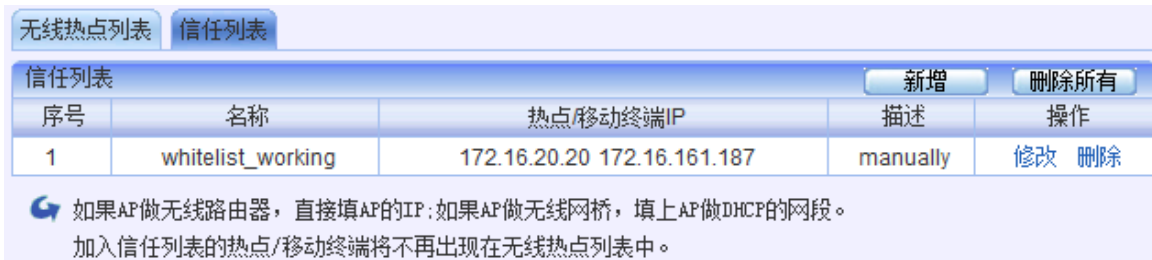 无线热点列表 信任列表
信任列表 新增 删除所有
序号 名称 热点/移动终端IP 描述 操作
1 whitelist_working 172.16.20.20 172.16.161.187 manually 修改 删除
如果AP做无线路由器，直接填AP的IP;如果AP做无线网桥，填上AP做DHCP的网段。
加入信任列表的热点/移动终端将不再出现在无线热点列表中。